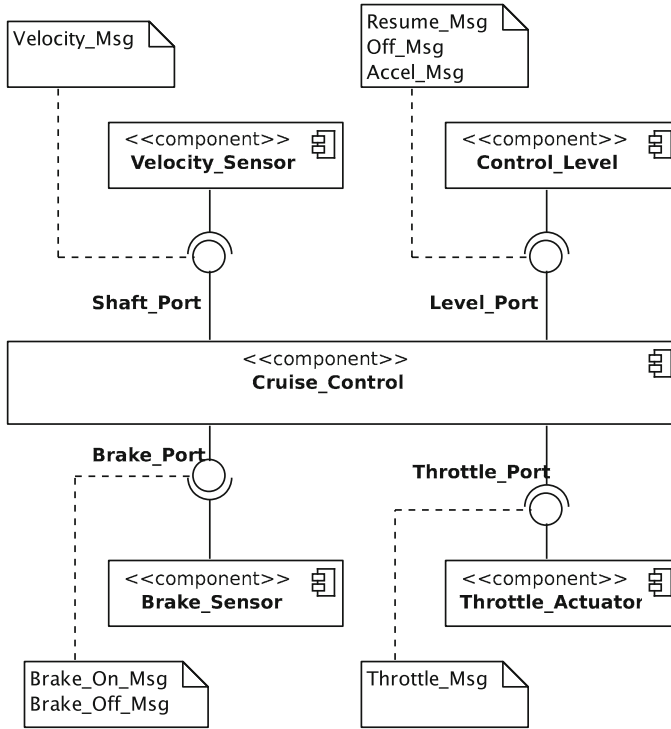 Velocity_Msg
Resume_Msg
Off_Msg
Accel_Msg
<<component>>
Velocity_Sensor
<<component>>
Control_Level
Shaft_Port
Level_Port
<<component>>
Cruise_Control
Brake_Port
Throttle_Port
<<component>>
Brake_Sensor
<<component>>
Throttle_Actuator
Brake_On_Msg
Brake_Off_Msg
Throttle_Msg